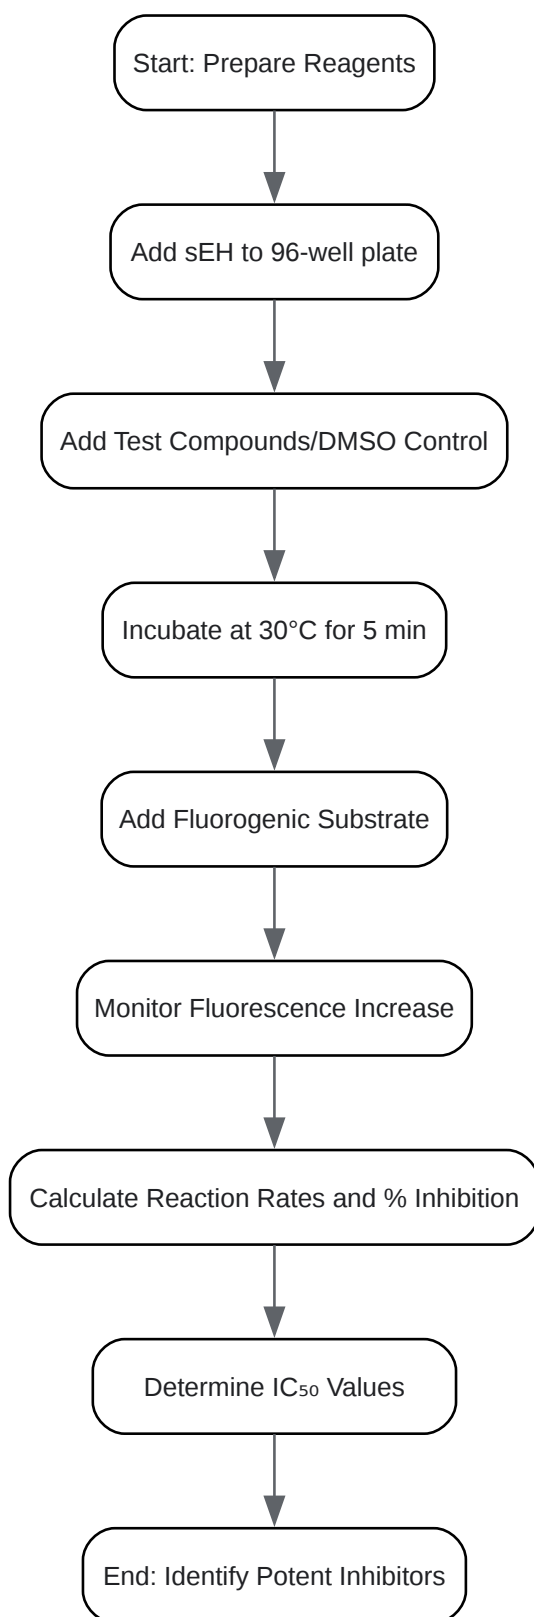 Start: Prepare Reagents
Add sEH to 96-well plate
Add Test Compounds/DMSO Control
Incubate at 30°C for 5 min
Add Fluorogenic Substrate
Monitor Fluorescence Increase
Calculate Reaction Rates and % Inhibition
Determine IC₅₀ Values
End: Identify Potent Inhibitors